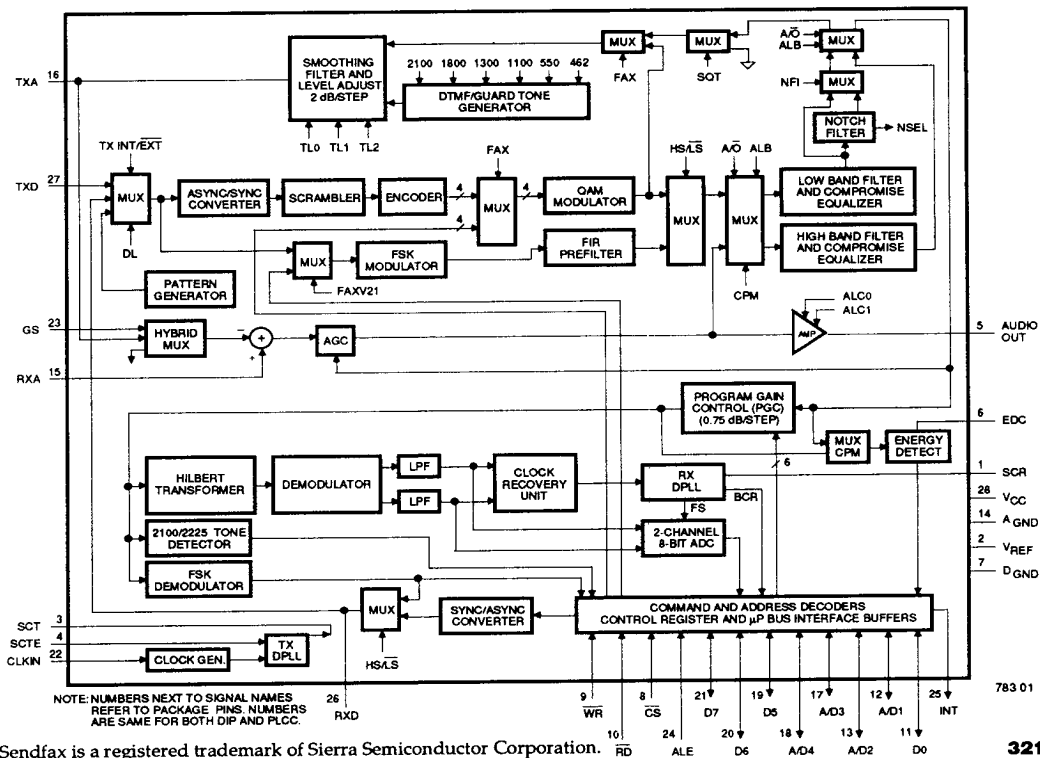 TXA 16
SMOOTHING
FILTER AND
LEVEL ADJUST
2 dB/STEP
TL0 TL1 TL2
2100 1800 1300 1100 550 462
DTMF/GUARD TONE
GENERATOR
MUX
FAX
MUX
SQT
A/O̅
ALB
MUX
NFI
MUX
NOTCH
FILTER
NSEL
TX INT/E̅X̅T̅
TXD 27
MUX
DL
ASYNC/SYNC
CONVERTER
SCRAMBLER
ENCODER
4
4
FAX
MUX
4
QAM
MODULATOR
HS/L̅S̅
MUX
A/O̅ ALB
MUX
CPM
LOW BAND FILTER
AND COMPROMISE
EQUALIZER
HIGH BAND FILTER
AND COMPROMISE
EQUALIZER
MUX
FAXV21
FSK
MODULATOR
FIR
PREFILTER
PATTERN
GENERATOR
GS 23
HYBRID
MUX
RXA 15
−
+
+
AGC
ALC0
ALC1
AMP
5 AUDIO
OUT
PROGRAM GAIN
CONTROL (PGC)
(0.75 dB/STEP)
6
MUX
CPM
ENERGY
DETECT
6 EDC
HILBERT
TRANSFORMER
DEMODULATOR
LPF
LPF
CLOCK
RECOVERY
UNIT
RX
DPLL
BCR
FS
2-CHANNEL
8-BIT ADC
1 SCR
28 VCC
14 AGND
2 VREF
7 DGND
2100/2225 TONE
DETECTOR
FSK
DEMODULATOR
MUX
HS/L̅S̅
SYNC/ASYNC
CONVERTER
COMMAND AND ADDRESS DECODERS
CONTROL REGISTER AND µP BUS INTERFACE BUFFERS
SCT 3
SCTE 4
CLKIN 22
CLOCK GEN.
TX
DPLL
26
RXD
9 W̅R̅
10 R̅D̅
8 C̅S̅
24 ALE
21 D7
20 D6
19 D5
18 A/D4
17 A/D3
13 A/D2
12 A/D1
11 D0
25 INT
783 01
NOTE: NUMBERS NEXT TO SIGNAL NAMES
REFER TO PACKAGE PINS. NUMBERS
ARE SAME FOR BOTH DIP AND PLCC.
Sendfax is a registered trademark of Sierra Semiconductor Corporation.
321